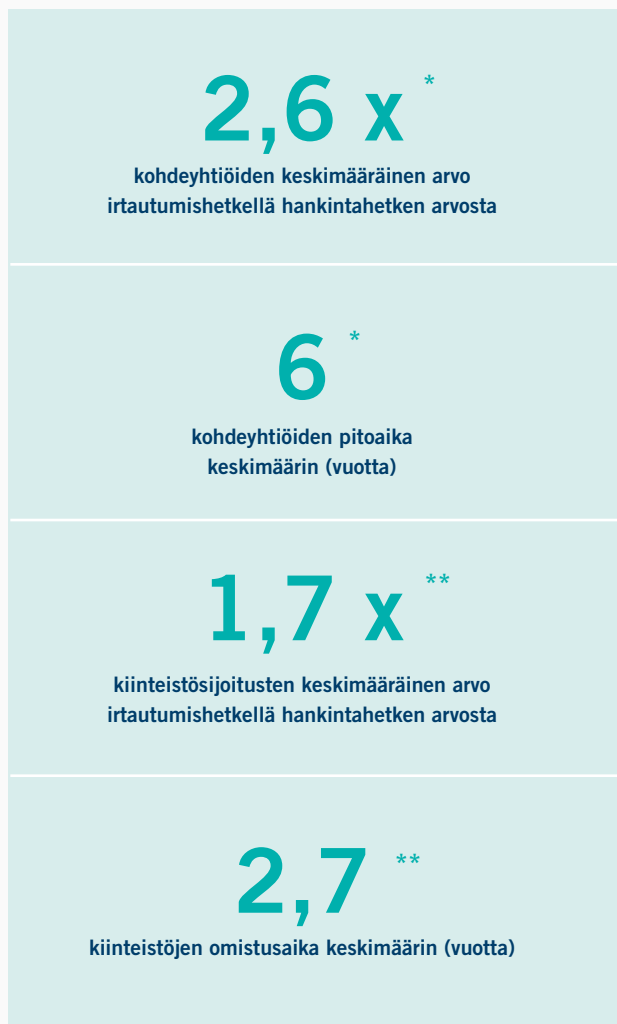 2,6 x *
kohdeyhtiöiden keskimääräinen arvo
irtautumishetkellä hankintahetken arvosta
6 *
kohdeyhtiöiden pitoaika
keskimäärin (vuotta)
1,7 x **
kiinteistösijoitusten keskimääräinen arvo
irtautumishetkellä hankintahetken arvosta
2,7 **
kiinteistöjen omistusaika keskimäärin (vuotta)